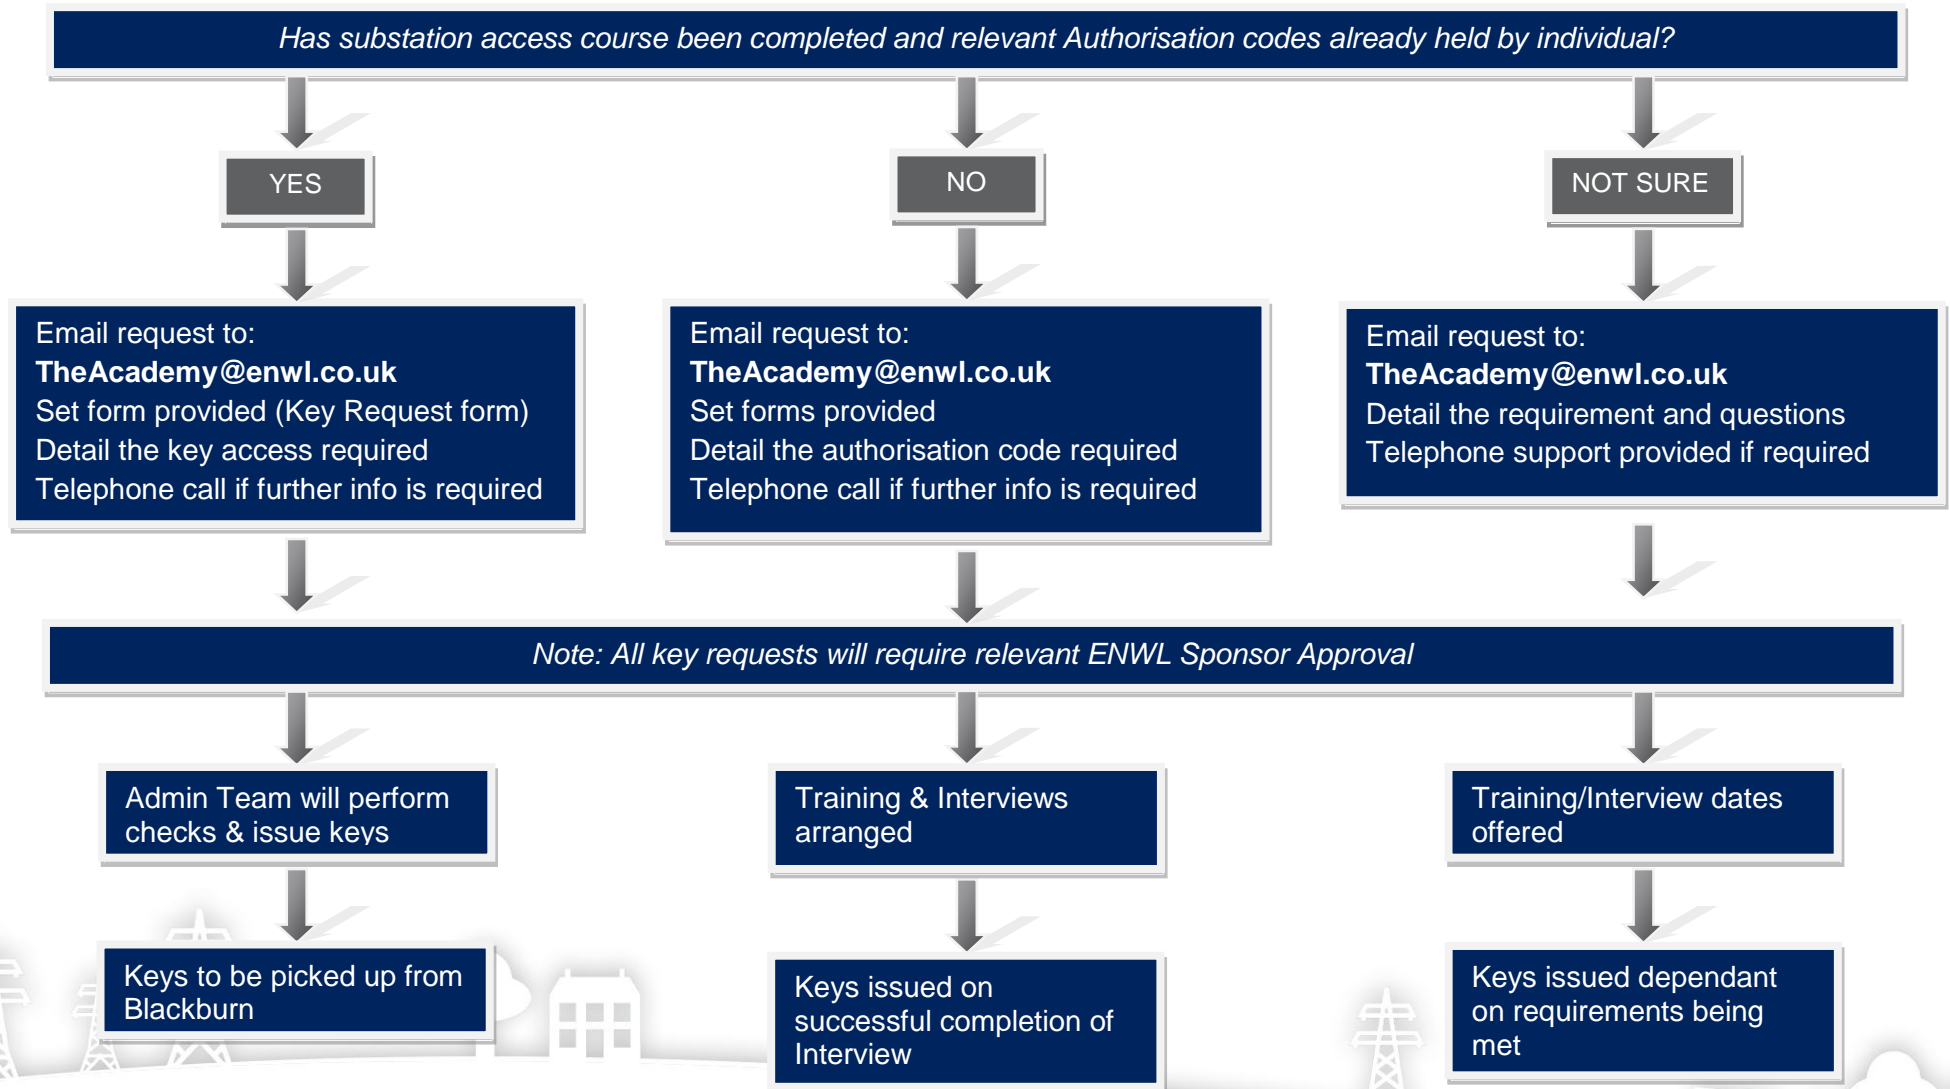 Has substation access course been completed and relevant Authorisation codes already held by individual?
YES
NO
NOT SURE
Email request to:
TheAcademy@enwl.co.uk
Set form provided (Key Request form)
Detail the key access required
Telephone call if further info is required
Email request to:
TheAcademy@enwl.co.uk
Set forms provided
Detail the authorisation code required
Telephone call if further info is required
Email request to:
TheAcademy@enwl.co.uk
Detail the requirement and questions
Telephone support provided if required
Note: All key requests will require relevant ENWL Sponsor Approval
Admin Team will perform
checks & issue keys
Training & Interviews
arranged
Training/Interview dates
offered
Keys to be picked up from
Blackburn
Keys issued on
successful completion of
Interview
Keys issued dependant
on requirements being
met